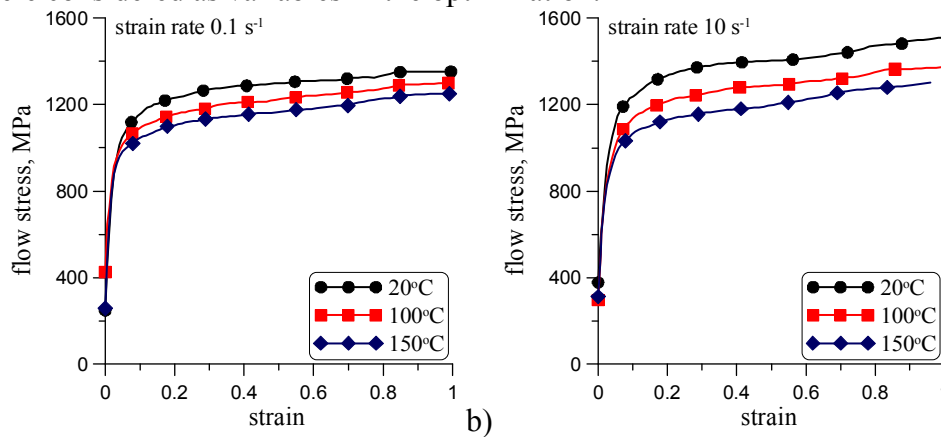 strain rate 0.1 s⁻¹
1600
1200
800
400
0
flow stress, MPa
20°C
100°C
150°C
0 0.2 0.4 0.6 0.8 1
strain
b)
strain rate 10 s⁻¹
1600
1200
800
400
0
flow stress, MPa
20°C
100°C
150°C
0 0.2 0.4 0.6 0.8
strain